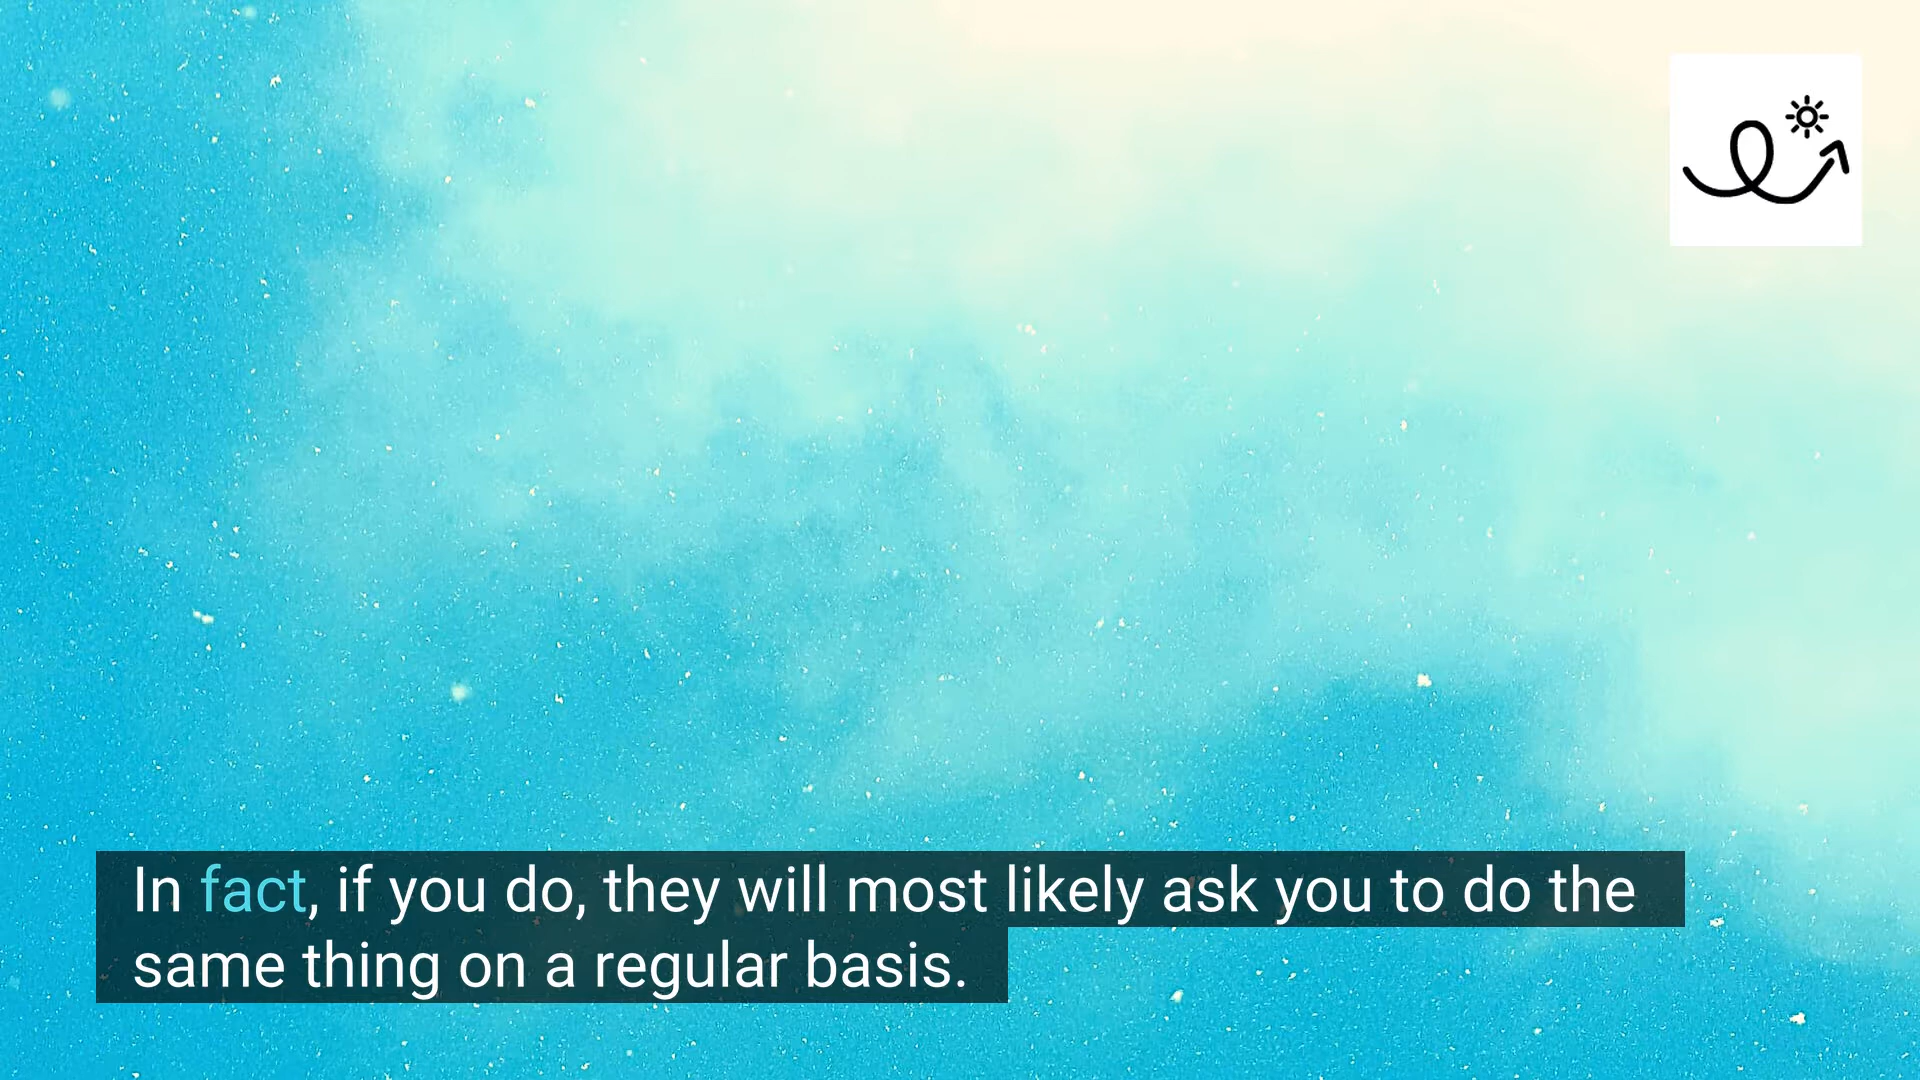 In fact, if you do, they will most likely ask you to do the
same thing on a regular basis.